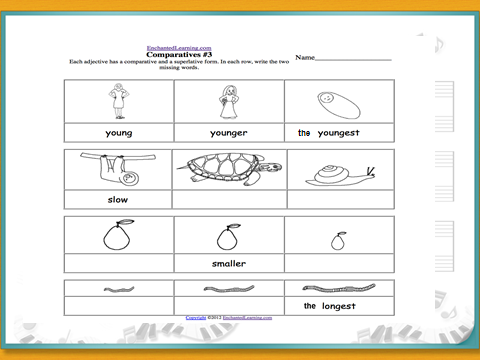 EnchantedLearning.com
Comparatives #3
Name
Each adjective has a comparative and a superlative form. In each row, write the two
missing words.
young younger the youngest
slow
smaller
the longest
Copyright ©2012 EnchantedLearning.com